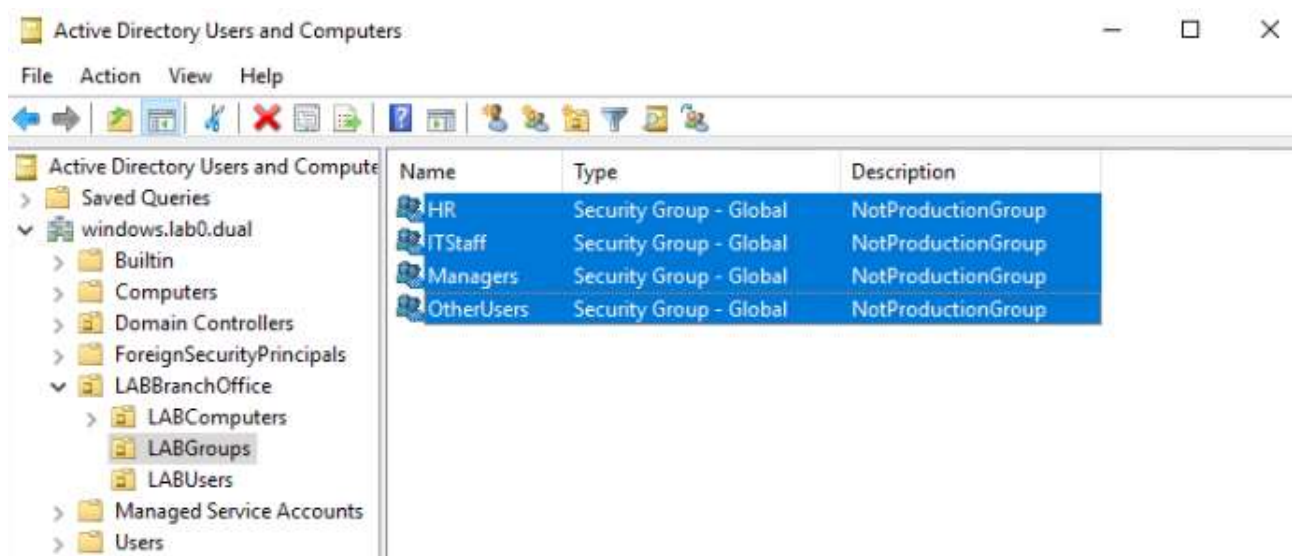 Active Directory Users and Computers
File Action View Help
Active Directory Users and Compute
Saved Queries
windows.lab0.dual
Builtin
Computers
Domain Controllers
ForeignSecurityPrincipals
LABBranchOffice
LABComputers
LABGroups
LABUsers
Managed Service Accounts
Users
Name Type Description
HR Security Group - Global NotProductionGroup
ITStaff Security Group - Global NotProductionGroup
Managers Security Group - Global NotProductionGroup
OtherUsers Security Group - Global NotProductionGroup